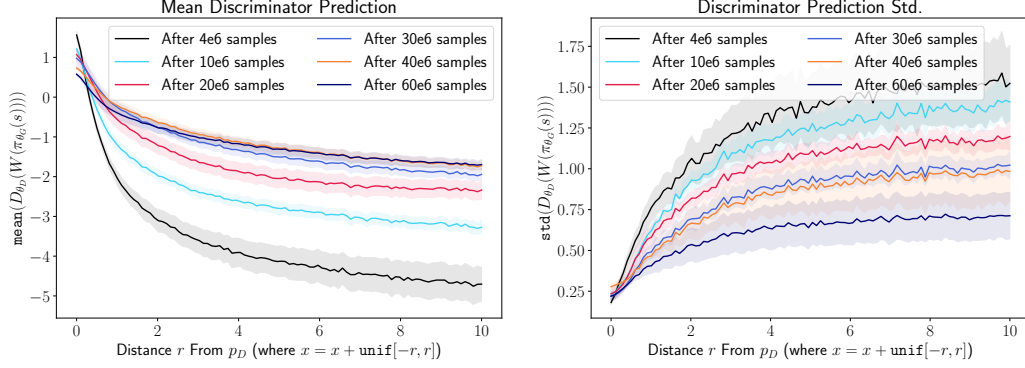 Mean Discriminator Prediction
After 4e6 samples
After 10e6 samples
After 20e6 samples
After 30e6 samples
After 40e6 samples
After 60e6 samples
mean(D_{θ_D}(W(π_{θ_G}(s))))
1
0
−1
−2
−3
−4
−5
0 2 4 6 8 10
Distance r From p_D (where x = x + unif[−r, r])
Discriminator Prediction Std.
After 4e6 samples
After 10e6 samples
After 20e6 samples
After 30e6 samples
After 40e6 samples
After 60e6 samples
std(D_{θ_D}(W(π_{θ_G}(s))))
1.75
1.50
1.25
1.00
0.75
0.50
0.25
0 2 4 6 8 10
Distance r From p_D (where x = x + unif[−r, r])